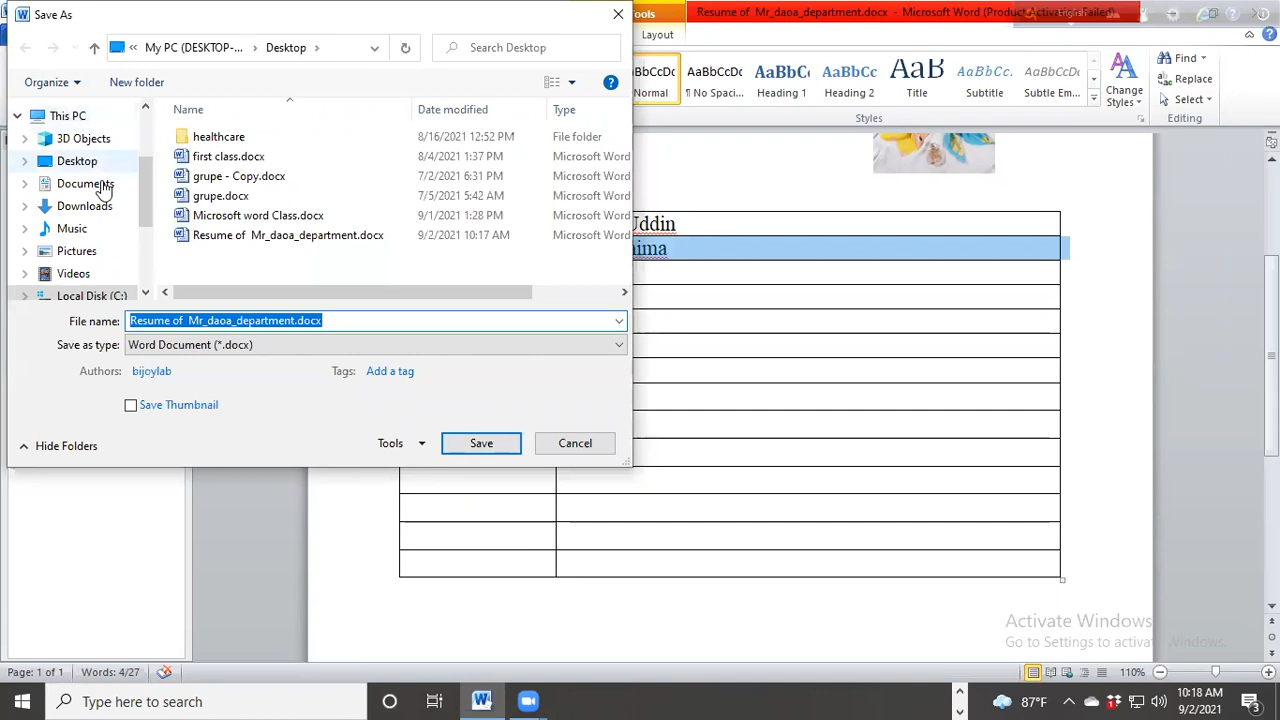 Save As
Tools
Resume of Mr_daoa_department.docx - Microsoft Word (Product Activation Failed)
English
Layout
My PC (DESKTOP-... > Desktop >
Search Desktop
Organize
New folder
Name
Date modified
Type
This PC
3D Objects
Desktop
Documents
Downloads
Music
Pictures
Videos
Local Disk (C:)
healthcare 8/16/2021 12:52 PM File folder
first class.docx 8/4/2021 1:37 PM Microsoft Word
grupe - Copy.docx 7/2/2021 6:31 PM Microsoft Word
grupe.docx 7/5/2021 5:42 AM Microsoft Word
Microsoft word Class.docx 9/1/2021 1:28 PM Microsoft Word
Resume of Mr_daoa_department.docx 9/2/2021 10:17 AM Microsoft Word
File name: Resume of Mr_daoa_department.docx
Save as type: Word Document (*.docx)
Authors: bijoylab
Tags: Add a tag
Save Thumbnail
Hide Folders
Tools
Save
Cancel
AaBbCcDc AaBbCcDc AaBbCc AaBbCc AaB AaBbCc. AaBbCcDc
Normal ¶ No Spaci... Heading 1 Heading 2 Title Subtitle Subtle Em...
Change Styles
Styles
Find
Replace
Select
Editing
Uddin
Activate Windows
Go to Settings to activate Windows.
Page: 1 of 1
Words: 4/27
110%
Type here to search
87°F
10:18 AM
9/2/2021
3